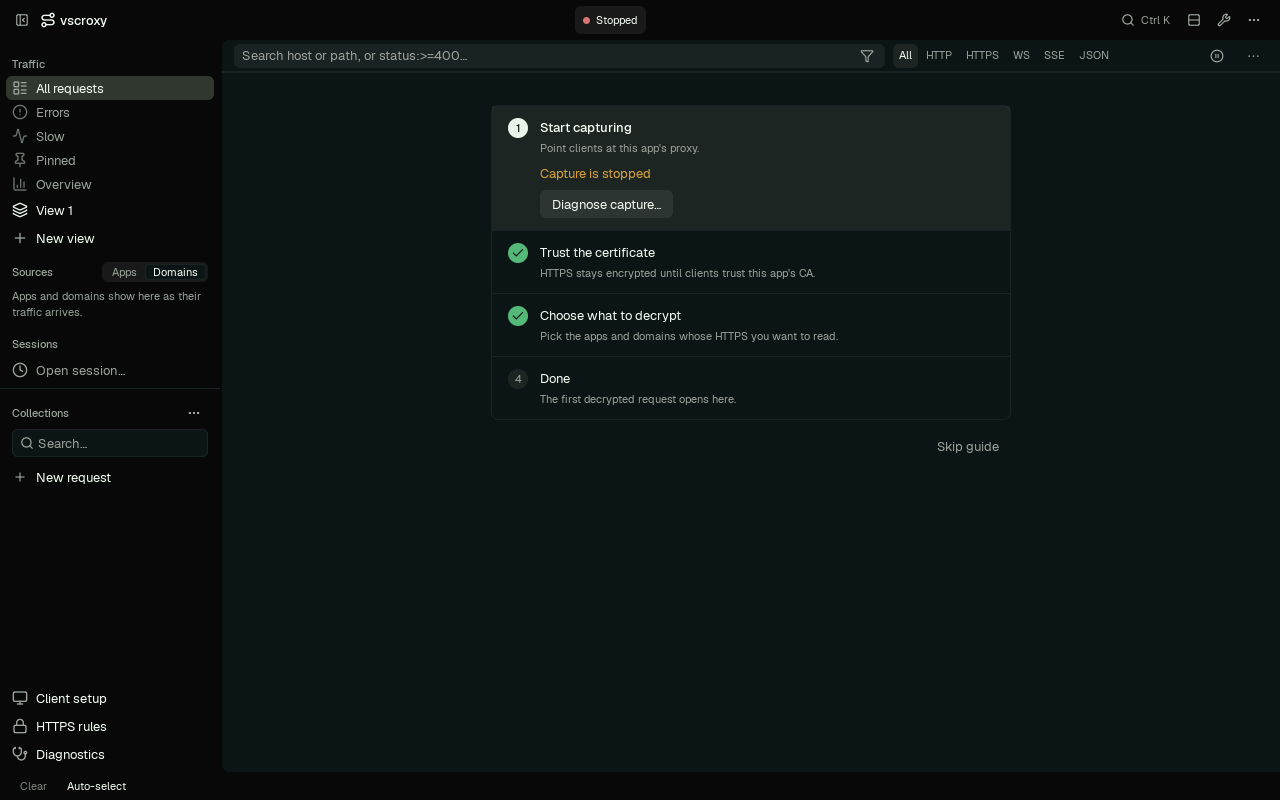 vscroxy
Stopped
Ctrl K
Traffic
All requests
Errors
Slow
Pinned
Overview
View 1
New view
Sources
Apps
Domains
Apps and domains show here as their
traffic arrives.
Sessions
Open session...
Collections
Search...
New request
Client setup
HTTPS rules
Diagnostics
Clear
Auto-select
Search host or path, or status:>=400...
All
HTTP
HTTPS
WS
SSE
JSON
1
Start capturing
Point clients at this app's proxy.
Capture is stopped
Diagnose capture...
Trust the certificate
HTTPS stays encrypted until clients trust this app's CA.
Choose what to decrypt
Pick the apps and domains whose HTTPS you want to read.
4
Done
The first decrypted request opens here.
Skip guide